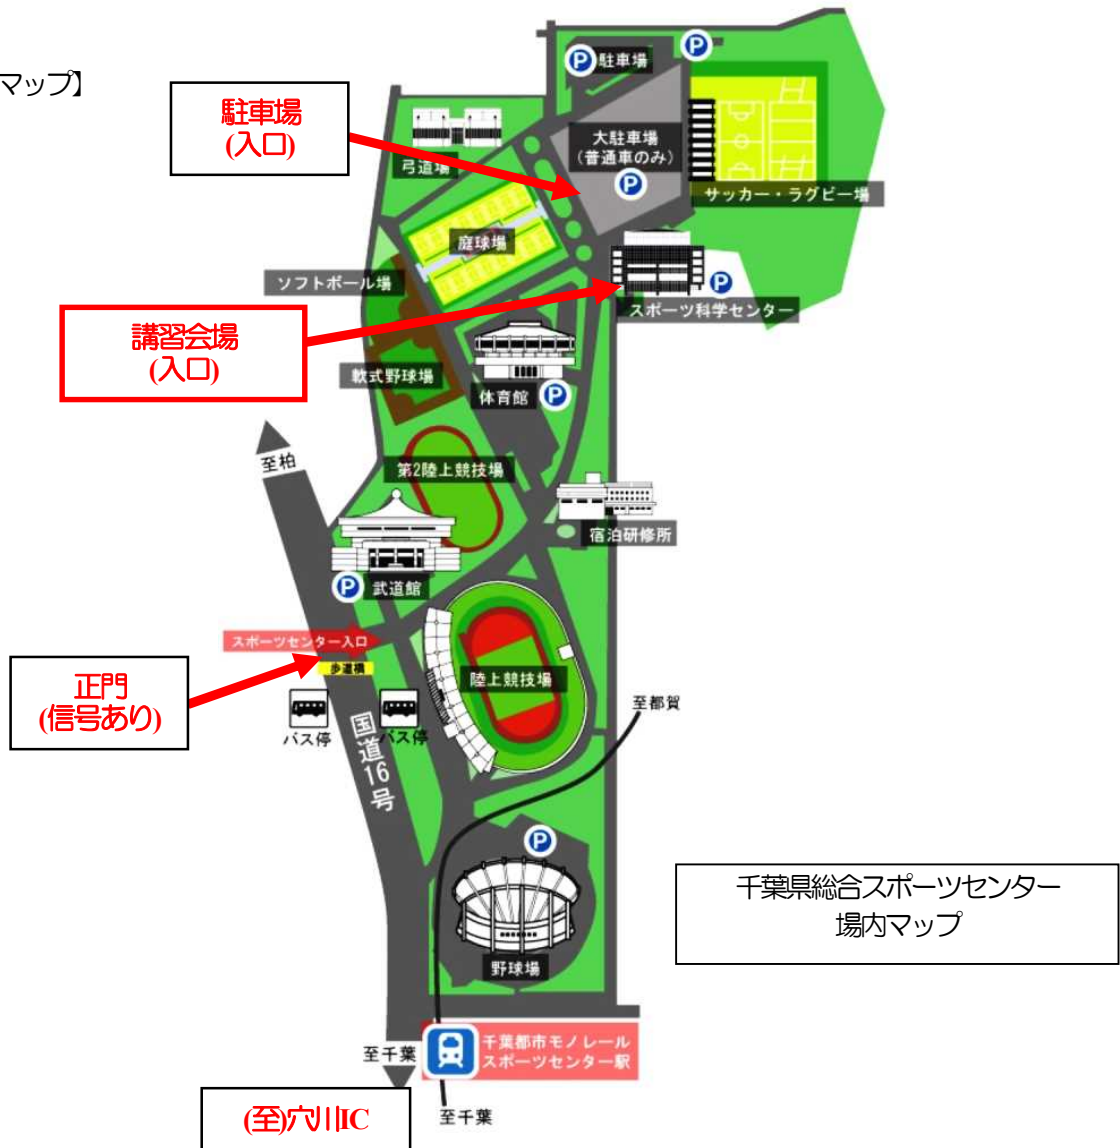 マップ】
駐車場
(入口)
P
駐車場
P
大駐車場
(普通車のみ)
P
弓道場
サッカー・ラグビー場
庭球場
ソフトボール場
P
スポーツ科学センター
講習会場
(入口)
軟式野球場
体育館
P
至柏
第2陸上競技場
宿泊研修所
P
武道館
スポーツセンター入口
歩道橋
正門
(信号あり)
陸上競技場
至都賀
バス停
バス停
国道16号
P
野球場
千葉県総合スポーツセンター
場内マップ
千葉都市モノレール
スポーツセンター駅
至千葉
(至)穴川IC
至千葉